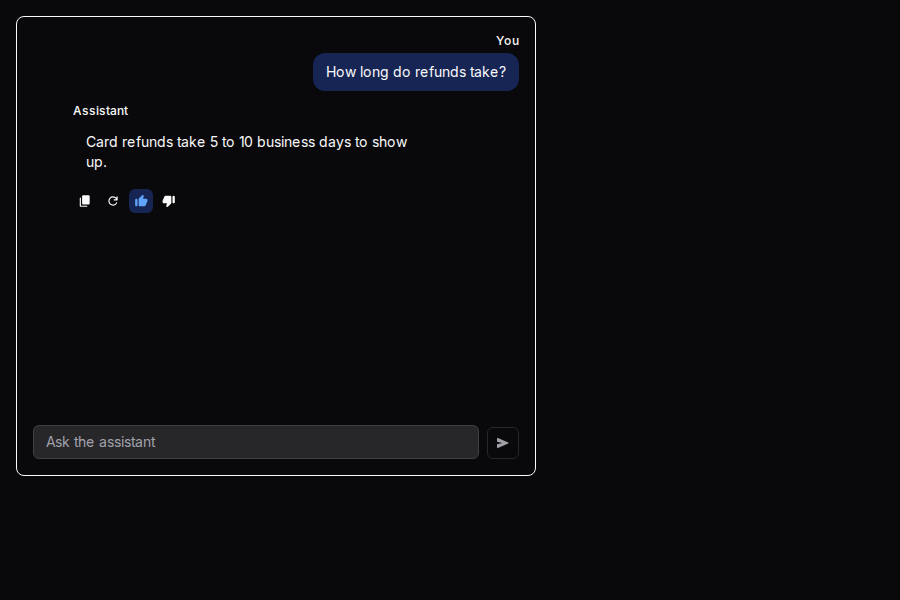 You
How long do refunds take?
Assistant
Card refunds take 5 to 10 business days to show
up.
Ask the assistant